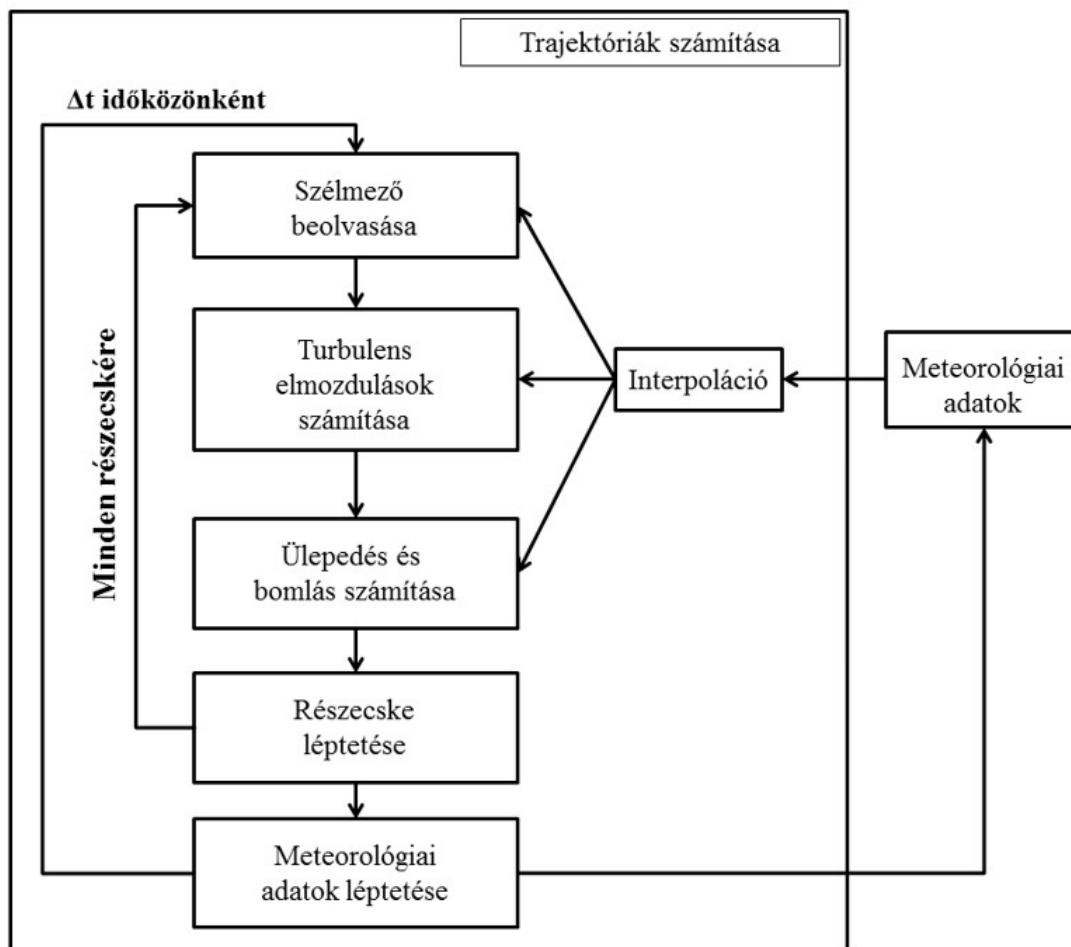 Trajektóriák számítása
Δt időközönként
Szélmező
beolvasása
Turbulens
elmozdulások
számítása
Interpoláció
Meteorológiai
adatok
Minden részecskére
Ülepedés és
bomlás számítása
Részecske
léptetése
Meteorológiai
adatok léptetése